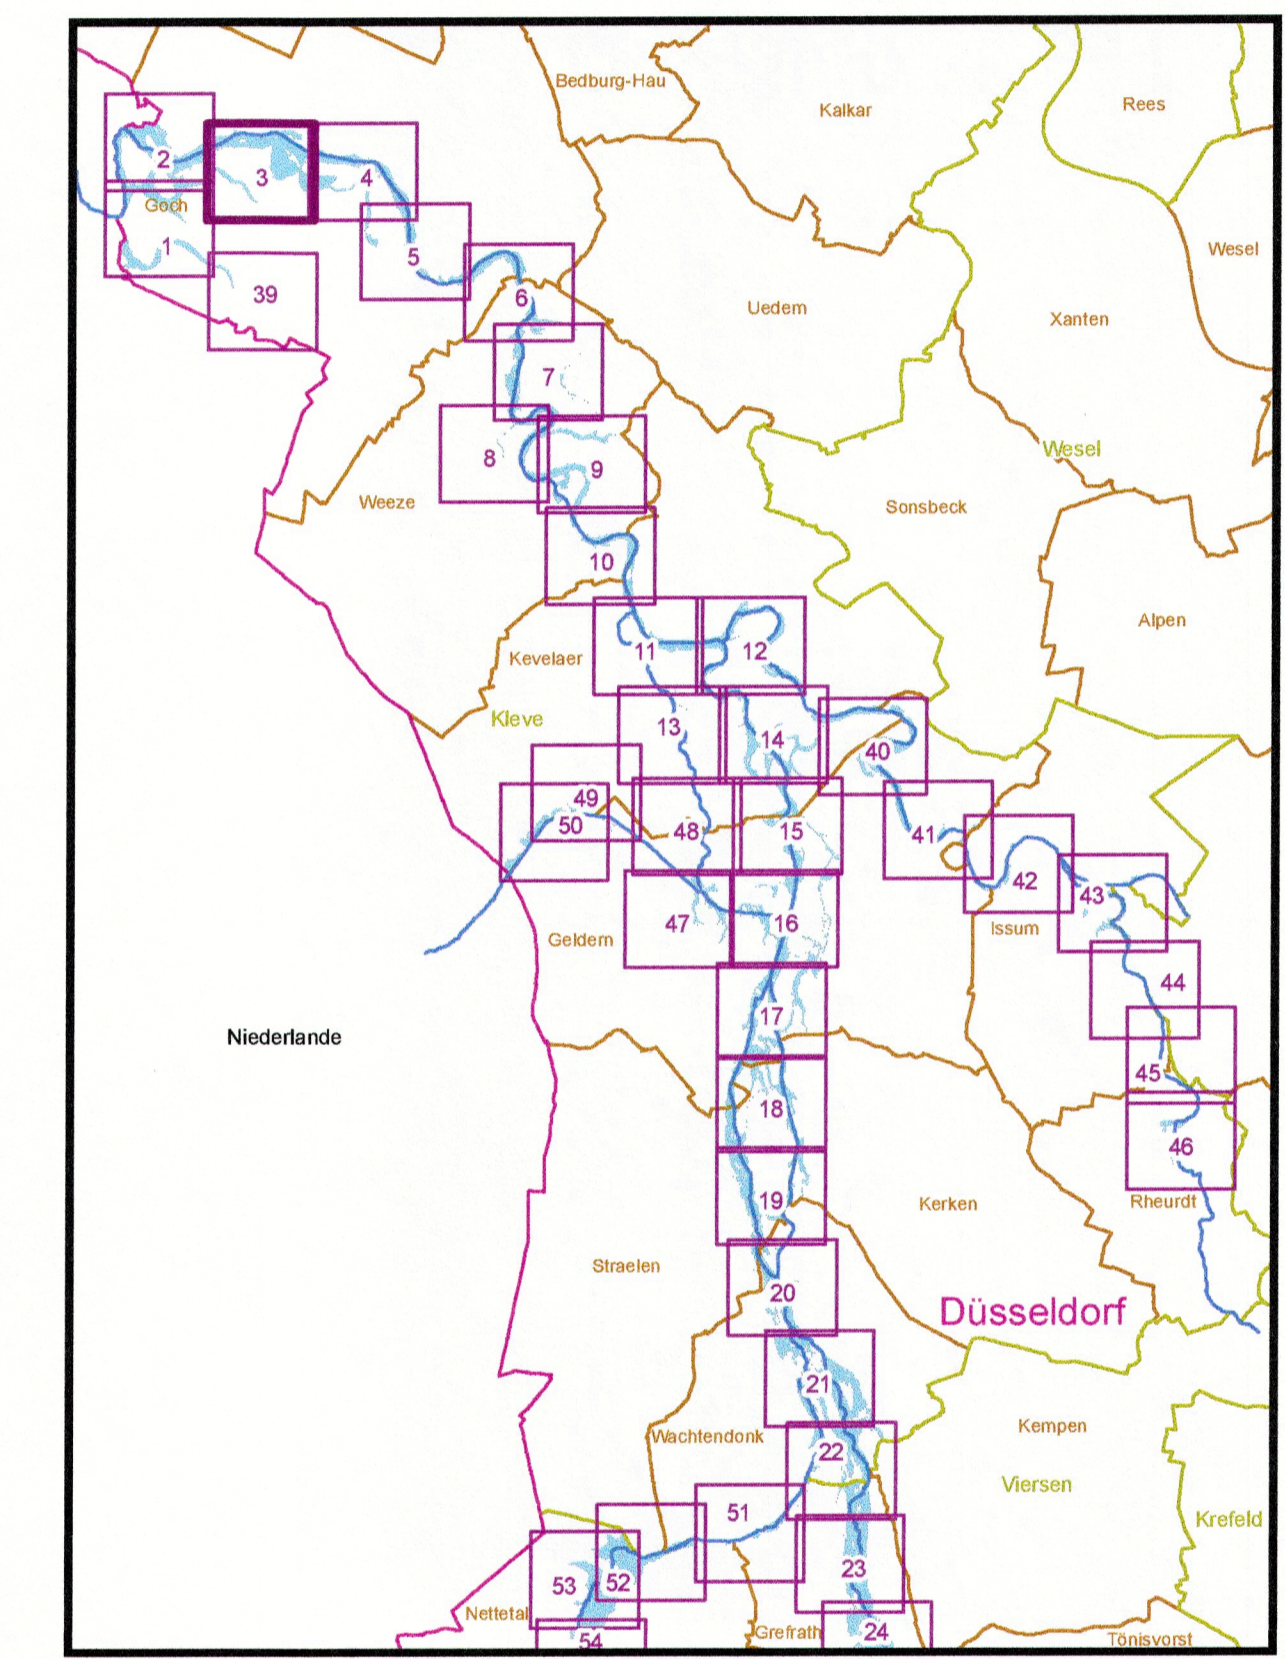 Bedburg-Hau
Kalkar
Rees
2
3
4
Goch
1
5
Wesel
39
6
Uedem
Xanten
7
8
9
Wesel
Weeze
Sonsbeck
10
Alpen
11
12
Kevelaer
Kleve
13
14
40
49
50
48
15
41
42
43
47
16
Issum
Geldern
44
17
Niederlande
45
18
46
19
Kerken
Rheurdt
Straelen
20
Düsseldorf
21
Wachtendonk
22
Kempen
Viersen
51
Krefeld
23
53
52
Nettetal
Grefrath
24
54
Tönisvorst